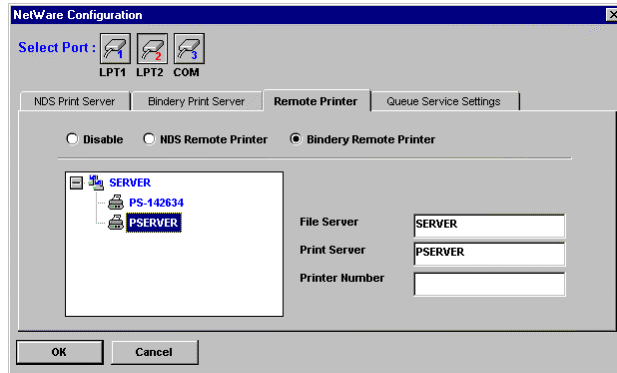 NetWare Configuration
Select Port :
1 2 3
LPT1 LPT2 COM
NDS Print Server Bindery Print Server Remote Printer Queue Service Settings
Disable NDS Remote Printer Bindery Remote Printer
SERVER
PS-142634
PSERVER
File Server SERVER
Print Server PSERVER
Printer Number
OK Cancel